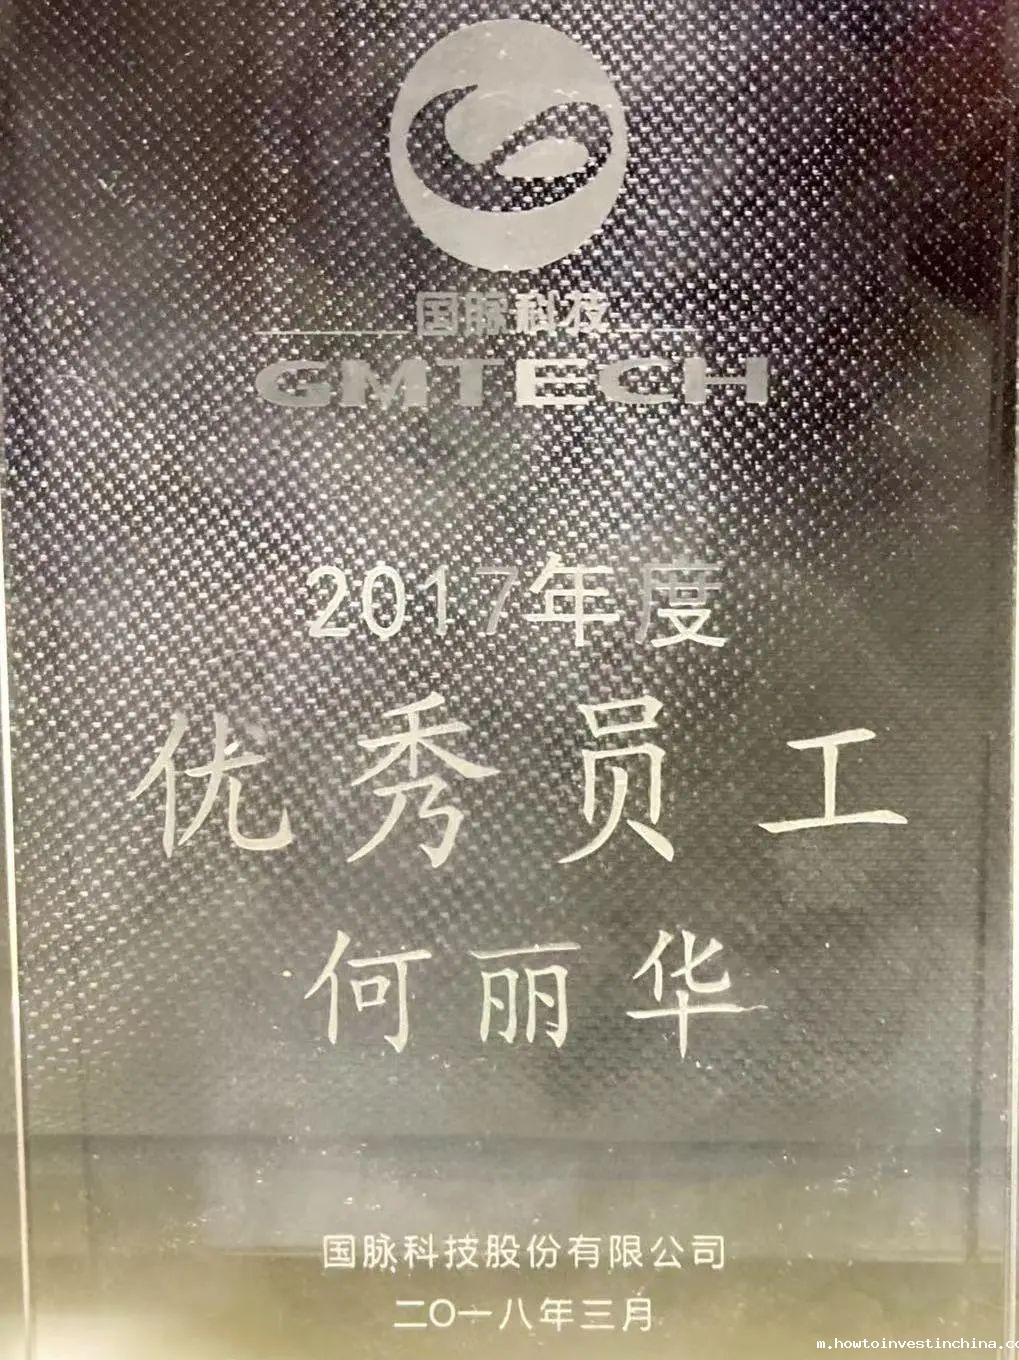 国脉科技
GMTECH
2017年度
优秀员工
何丽华
国脉科技股份有限公司
二〇一八年三月
m.howtoinvestinchina.co